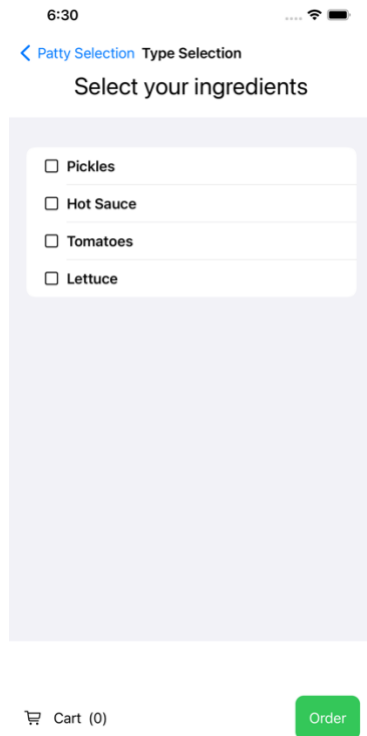 6:30
Patty Selection Type Selection
Select your ingredients
Pickles
Hot Sauce
Tomatoes
Lettuce
Cart (0)
Order